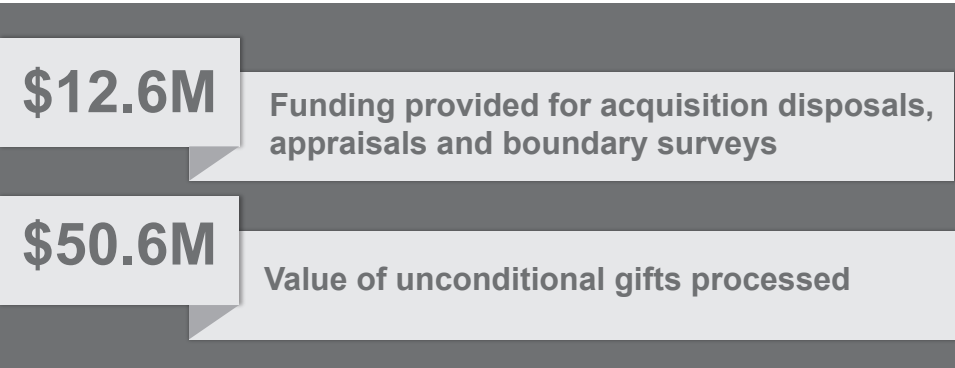 $12.6M
Funding provided for acquisition disposals,
appraisals and boundary surveys
$50.6M
Value of unconditional gifts processed